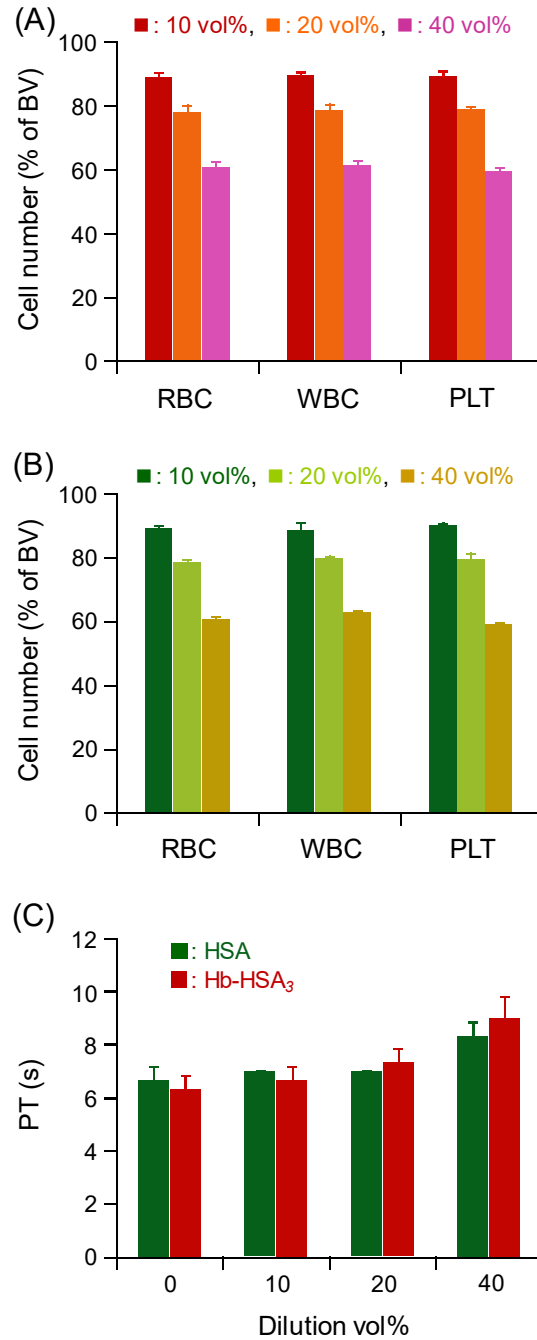 (A)
■: 10 vol%, ■: 20 vol%, ■: 40 vol%
Cell number (% of BV)
100
80
60
40
20
0
RBC WBC PLT
(B)
■: 10 vol%, ■: 20 vol%, ■: 40 vol%
Cell number (% of BV)
100
80
60
40
20
0
RBC WBC PLT
(C)
■: HSA
■: Hb-HSA₃
PT (s)
12
10
8
6
4
2
0
0 10 20 40
Dilution vol%